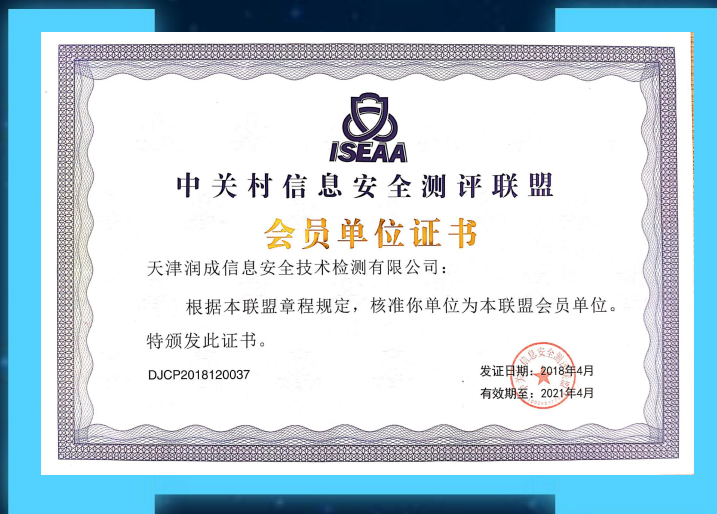 ISEAA
中关村信息安全测评联盟
会员单位证书
天津润成信息安全技术检测有限公司：
根据本联盟章程规定，核准你单位为本联盟会员单位。
特颁发此证书。
DJCP2018120037
发证日期：2018年4月
有效期至：2021年4月